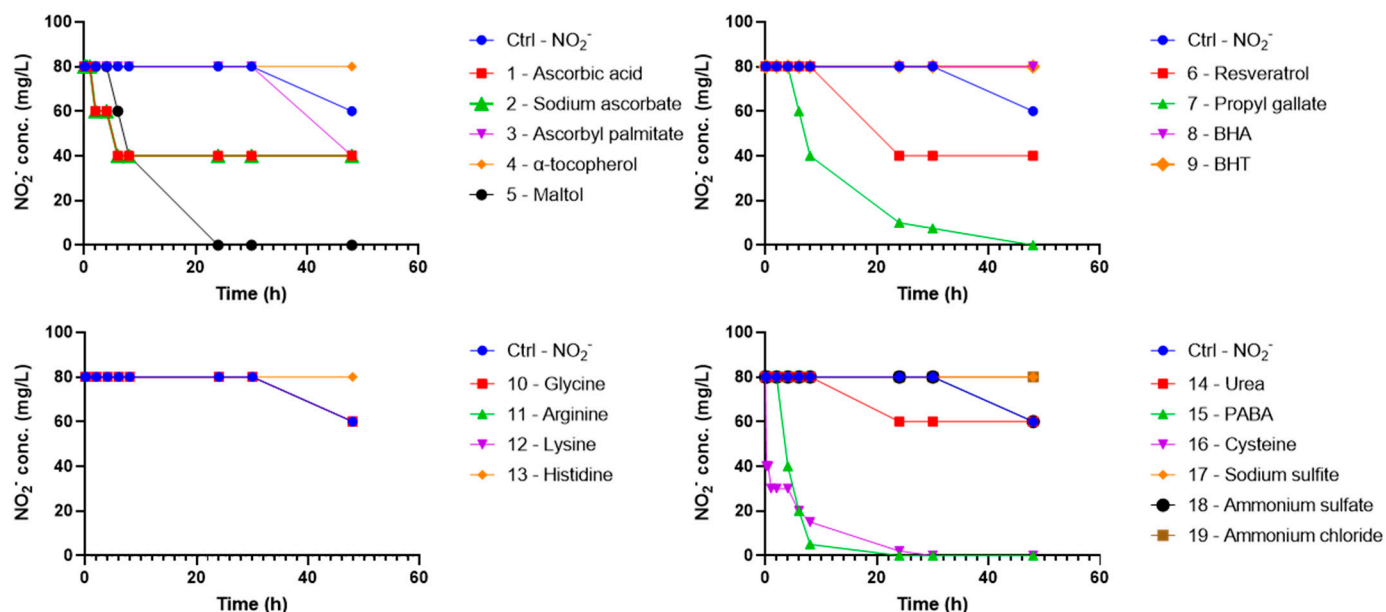 NO₂⁻ conc. (mg/L)
100
80
60
40
20
0
0 20 40 60
Time (h)
Ctrl - NO₂⁻
1 - Ascorbic acid
2 - Sodium ascorbate
3 - Ascorbyl palmitate
4 - α-tocopherol
5 - Maltol
NO₂⁻ conc. (mg/L)
100
80
60
40
20
0
0 20 40 60
Time (h)
Ctrl - NO₂⁻
6 - Resveratrol
7 - Propyl gallate
8 - BHA
9 - BHT
NO₂⁻ conc. (mg/L)
100
80
60
40
20
0
0 20 40 60
Time (h)
Ctrl - NO₂⁻
10 - Glycine
11 - Arginine
12 - Lysine
13 - Histidine
NO₂⁻ conc. (mg/L)
100
80
60
40
20
0
0 20 40 60
Time (h)
Ctrl - NO₂⁻
14 - Urea
15 - PABA
16 - Cysteine
17 - Sodium sulfite
18 - Ammonium sulfate
19 - Ammonium chloride